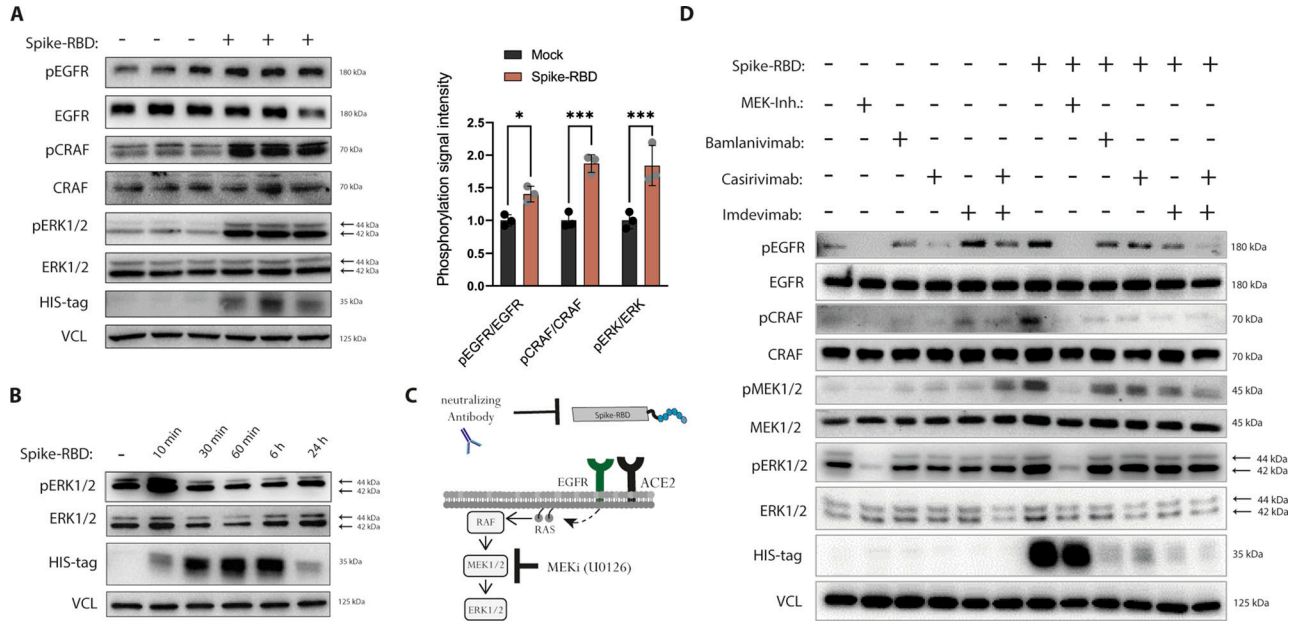 A
Spike-RBD: - - - + + +
pEGFR 180 kDa
EGFR 180 kDa
pCRAF 70 kDa
CRAF 70 kDa
pERK1/2 ← 44 kDa
← 42 kDa
ERK1/2 ← 44 kDa
← 42 kDa
HIS-tag 35 kDa
VCL 125 kDa
Mock
Spike-RBD
Phosphorylation signal intensity
2.5
2.0
1.5
1.0
0.5
0.0
* *** ***
pEGFR/EGFR
pCRAF/CRAF
pERK/ERK
B
Spike-RBD: - 10 min 30 min 60 min 6 h 24 h
pERK1/2 ← 44 kDa
← 42 kDa
ERK1/2 ← 44 kDa
← 42 kDa
HIS-tag 35 kDa
VCL 125 kDa
C
neutralizing
Antibody
Spike-RBD
EGFR ACE2
RAF RAS
MEK1/2 MEKi (U0126)
ERK1/2
D
Spike-RBD: - - - - - - + + + + + +
MEK-Inh.: - + - - - - - + - - - -
Bamlanivimab: - - + - - - - - + - - -
Casirivimab: - - - + - + - - - + - +
Imdevimab: - - - - + + - - - - + +
pEGFR 180 kDa
EGFR 180 kDa
pCRAF 70 kDa
CRAF 70 kDa
pMEK1/2 45 kDa
MEK1/2 45 kDa
pERK1/2 ← 44 kDa
← 42 kDa
ERK1/2 ← 44 kDa
← 42 kDa
HIS-tag 35 kDa
VCL 125 kDa